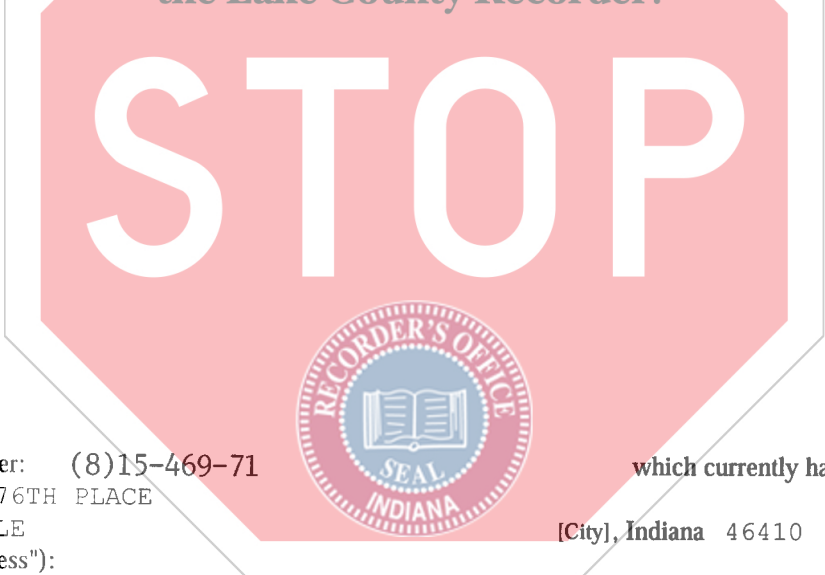 the Lake County Recorder!
STOP
RECORDER'S OFFICE
SEAL
INDIANA
er: (8)15-469-71 which currently ha
76TH PLACE
LE [City], Indiana 46410
ess"):